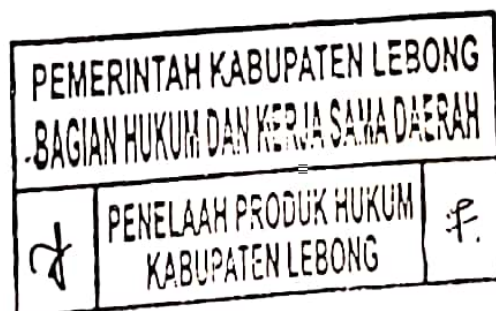 PEMERINTAH KABUPATEN LEBONG
BAGIAN HUKUM DAN KERJA SAMA DAERAH
PENELAAH PRODUK HUKUM
KABUPATEN LEBONG